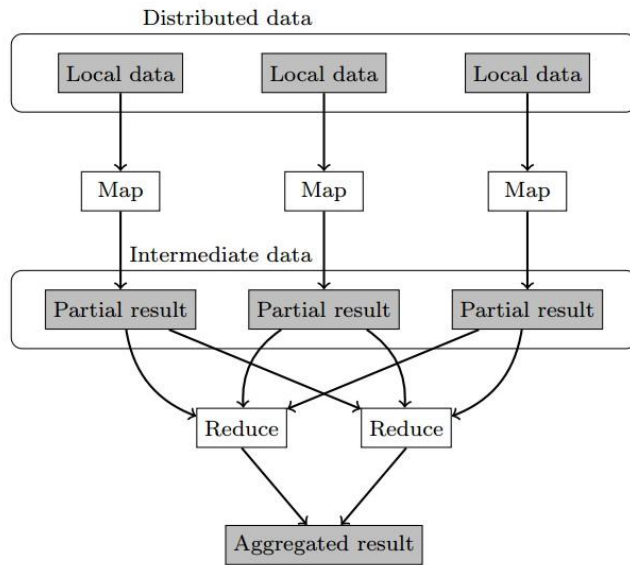 Distributed data
Local data Local data Local data
Map Map Map
Intermediate data
Partial result Partial result Partial result
Reduce Reduce
Aggregated result